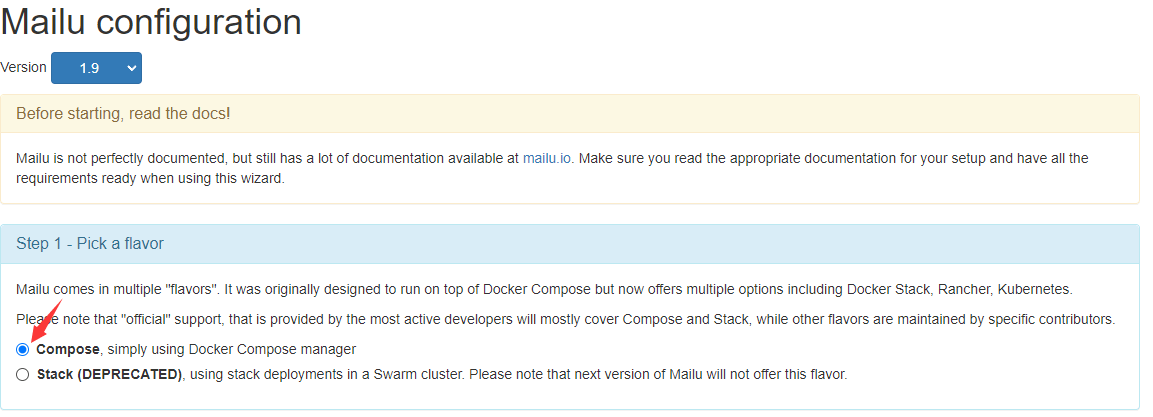 Mailu configuration
Version 1.9
Before starting, read the docs!
Mailu is not perfectly documented, but still has a lot of documentation available at mailu.io. Make sure you read the appropriate documentation for your setup and have all the
requirements ready when using this wizard.
Step 1 - Pick a flavor
Mailu comes in multiple "flavors". It was originally designed to run on top of Docker Compose but now offers multiple options including Docker Stack, Rancher, Kubernetes.
Please note that "official" support, that is provided by the most active developers will mostly cover Compose and Stack, while other flavors are maintained by specific contributors.
Compose, simply using Docker Compose manager
Stack (DEPRECATED), using stack deployments in a Swarm cluster. Please note that next version of Mailu will not offer this flavor.